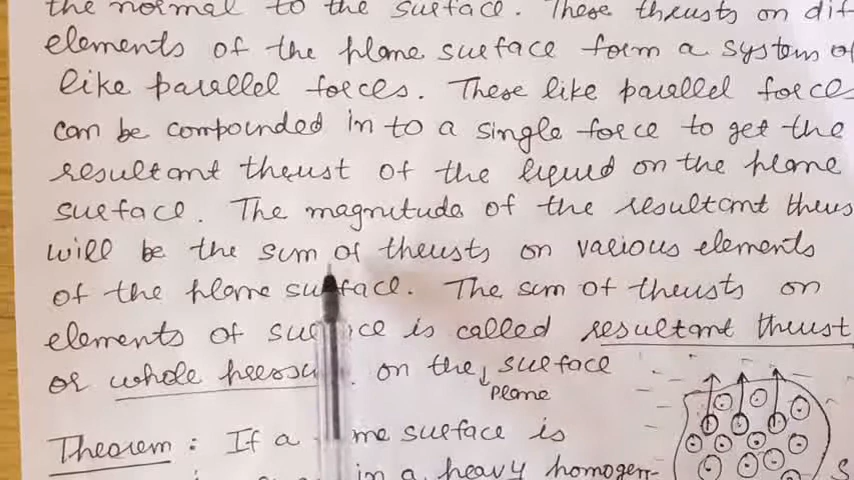 the normal to the surface. These thrusts on dif
elements of the plane surface form a system of
like parallel forces. These like parallel forces
can be compounded in to a single force to get the
resultant thrust of the liquid on the plane
surface. The magnitude of the resultant thrus
will be the sum of thrusts on various elements
of the plane surface. The sum of thrusts on
elements of surface is called resultant thrust
or whole pressu on the surface
plane
Theorem : If a me surface is
in a heavy homogen-
S